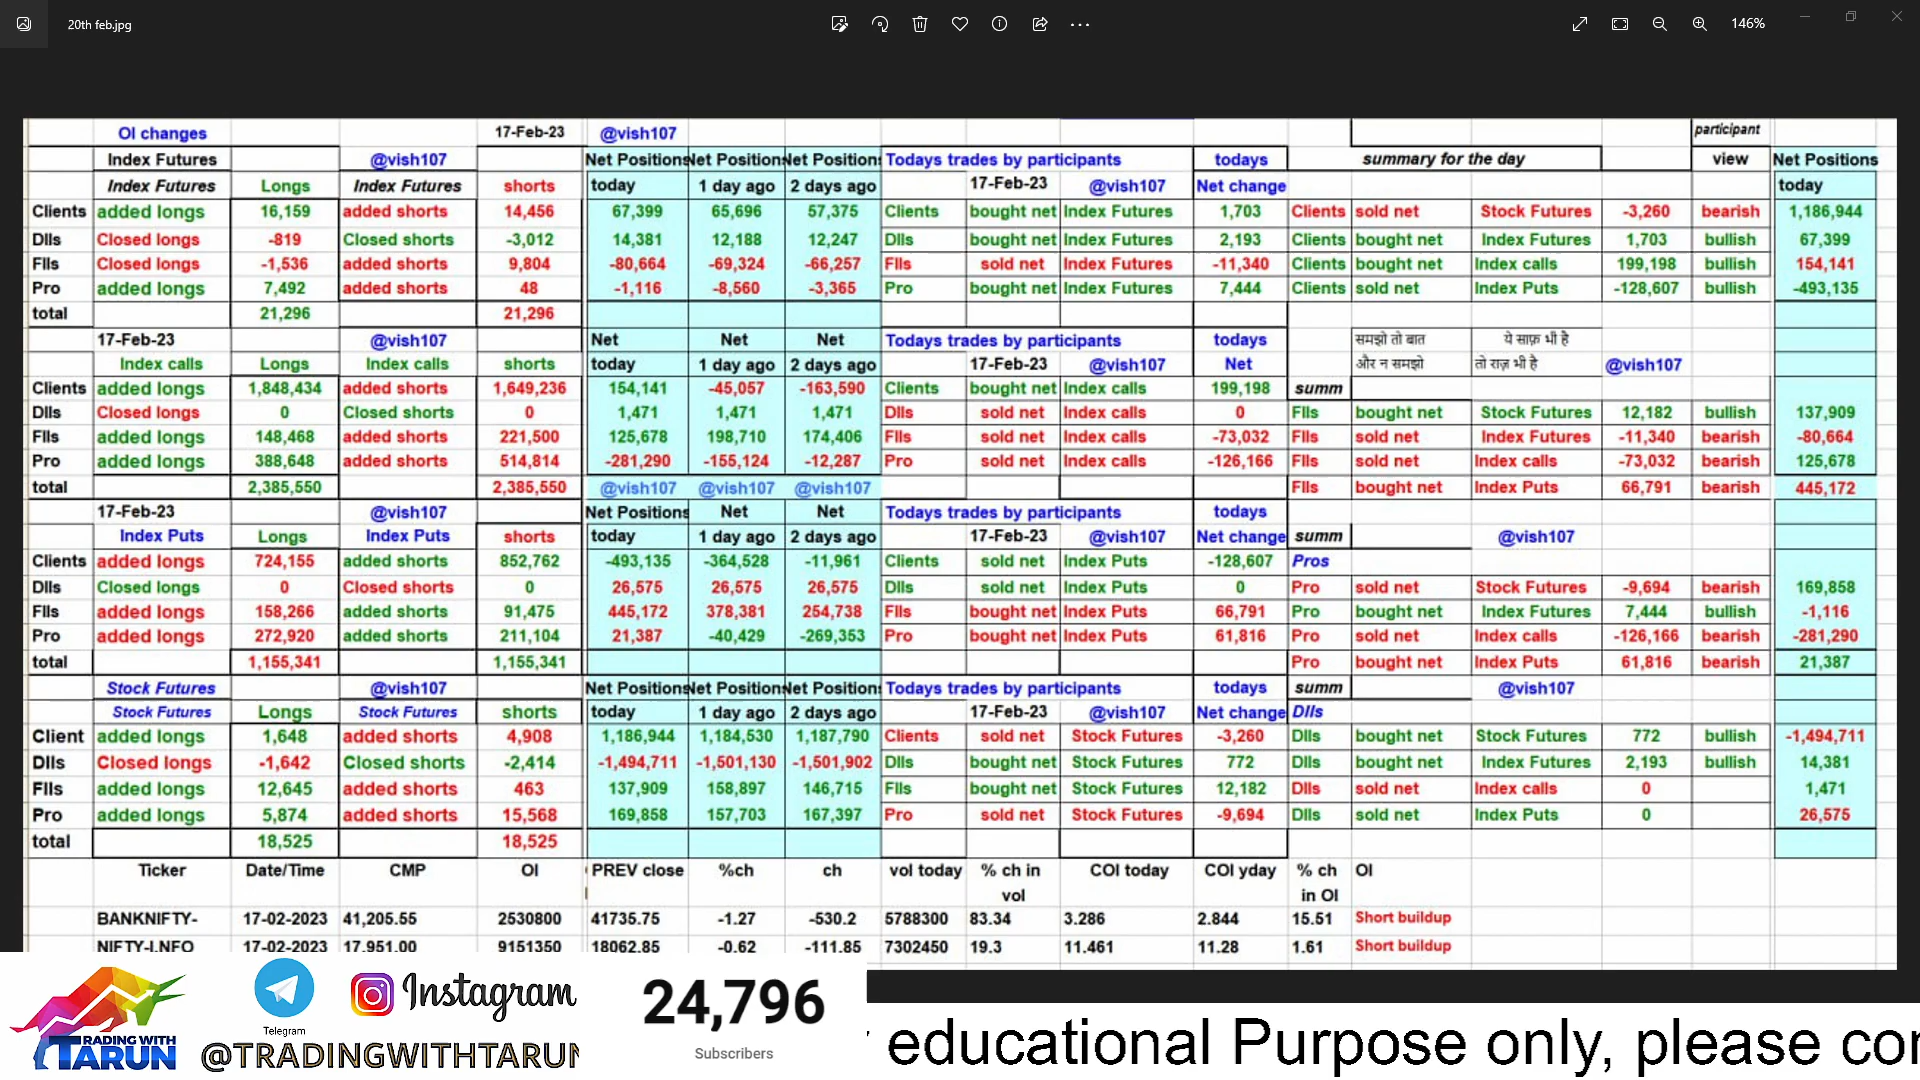 20th feb.jpg
146%
OI changes 17-Feb-23 @vish107 participant
Index Futures @vish107 Net Positions Net Positions Net Positions Todays trades by participants todays summary for the day view Net Positions
Index Futures Longs Index Futures shorts today 1 day ago 2 days ago 17-Feb-23 @vish107 Net change today
Clients added longs 16,159 added shorts 14,456 67,399 65,696 57,375 Clients bought net Index Futures 1,703 Clients sold net Stock Futures -3,260 bearish 1,186,944
DIIs Closed longs -819 Closed shorts -3,012 14,381 12,188 12,247 DIIs bought net Index Futures 2,193 Clients bought net Index Futures 1,703 bullish 67,399
FIIs Closed longs -1,536 added shorts 9,804 -80,664 -69,324 -66,257 FIIs sold net Index Futures -11,340 Clients bought net Index calls 199,198 bullish 154,141
Pro added longs 7,492 added shorts 48 -1,116 -8,560 -3,365 Pro bought net Index Futures 7,444 Clients sold net Index Puts -128,607 bullish -493,135
total 21,296 21,296
17-Feb-23 @vish107 Net Net Net Todays trades by participants todays समझो तो बात ये साफ़ भी है
Index calls Longs Index calls shorts today 1 day ago 2 days ago 17-Feb-23 @vish107 Net और न समझो तो राज़ भी है @vish107
Clients added longs 1,848,434 added shorts 1,649,236 154,141 -45,057 -163,590 Clients bought net Index calls 199,198 summ
DIIs Closed longs 0 Closed shorts 0 1,471 1,471 1,471 DIIs sold net Index calls 0 FIIs bought net Stock Futures 12,182 bullish 137,909
FIIs added longs 148,468 added shorts 221,500 125,678 198,710 174,406 FIIs sold net Index calls -73,032 FIIs sold net Index Futures -11,340 bearish -80,664
Pro added longs 388,648 added shorts 514,814 -281,290 -155,124 -12,287 Pro sold net Index calls -126,166 FIIs sold net Index calls -73,032 bearish 125,678
total 2,385,550 2,385,550 @vish107 @vish107 @vish107 FIIs bought net Index Puts 66,791 bearish 445,172
17-Feb-23 @vish107 Net Positions Net Net Todays trades by participants todays
Index Puts Longs Index Puts shorts today 1 day ago 2 days ago 17-Feb-23 @vish107 Net change summ @vish107
Clients added longs 724,155 added shorts 852,762 -493,135 -364,528 -11,961 Clients sold net Index Puts -128,607 Pros
DIIs Closed longs 0 Closed shorts 0 26,575 26,575 26,575 DIIs sold net Index Puts 0 Pro sold net Stock Futures -9,694 bearish 169,858
FIIs added longs 158,266 added shorts 91,475 445,172 378,381 254,738 FIIs bought net Index Puts 66,791 Pro bought net Index Futures 7,444 bullish -1,116
Pro added longs 272,920 added shorts 211,104 21,387 -40,429 -269,353 Pro bought net Index Puts 61,816 Pro sold net Index calls -126,166 bearish -281,290
total 1,155,341 1,155,341 Pro bought net Index Puts 61,816 bearish 21,387
Stock Futures @vish107 Net Positions Net Positions Net Positions Todays trades by participants todays summ @vish107
Stock Futures Longs Stock Futures shorts today 1 day ago 2 days ago 17-Feb-23 @vish107 Net change DIIs
Client added longs 1,648 added shorts 4,908 1,186,944 1,184,530 1,187,790 Clients sold net Stock Futures -3,260 DIIs bought net Stock Futures 772 bullish -1,494,711
DIIs Closed longs -1,642 Closed shorts -2,414 -1,494,711 -1,501,130 -1,501,902 DIIs bought net Stock Futures 772 DIIs bought net Index Futures 2,193 bullish 14,381
FIIs added longs 12,645 added shorts 463 137,909 158,897 146,715 FIIs bought net Stock Futures 12,182 DIIs sold net Index calls 0 1,471
Pro added longs 5,874 added shorts 15,568 169,858 157,703 167,397 Pro sold net Stock Futures -9,694 DIIs sold net Index Puts 0 26,575
total 18,525 18,525
Ticker Date/Time CMP OI PREV close %ch ch vol today % ch in vol COI today COI yday % ch in OI OI
BANKNIFTY- 17-02-2023 41,205.55 2530800 41735.75 -1.27 -530.2 5788300 83.34 3.286 2.844 15.51 Short buildup
NIFTY-I.NFO 17-02-2023 17,951.00 9151350 18062.85 -0.62 -111.85 7302450 19.3 11.461 11.28 1.61 Short buildup
TRADING WITH TARUN
Telegram
Instagram
@TRADINGWITHTARUN
24,796
Subscribers
educational Purpose only, please con